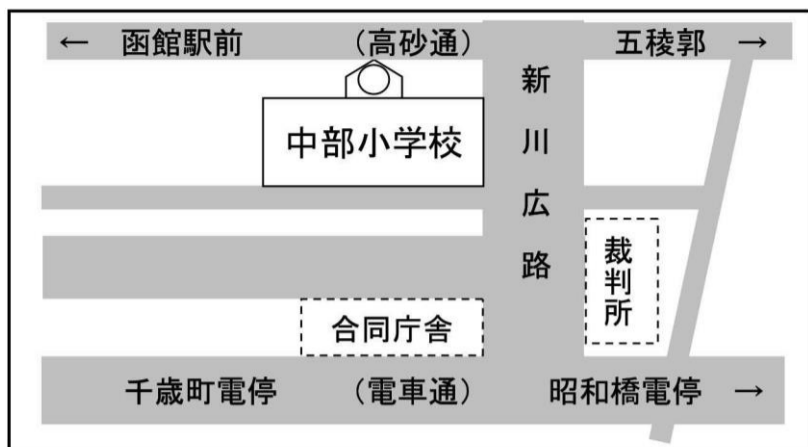 ← 函館駅前 (高砂通) 五稜郭 →
新川広路
中部小学校
裁判所
合同庁舎
千歳町電停 (電車通) 昭和橋電停 →